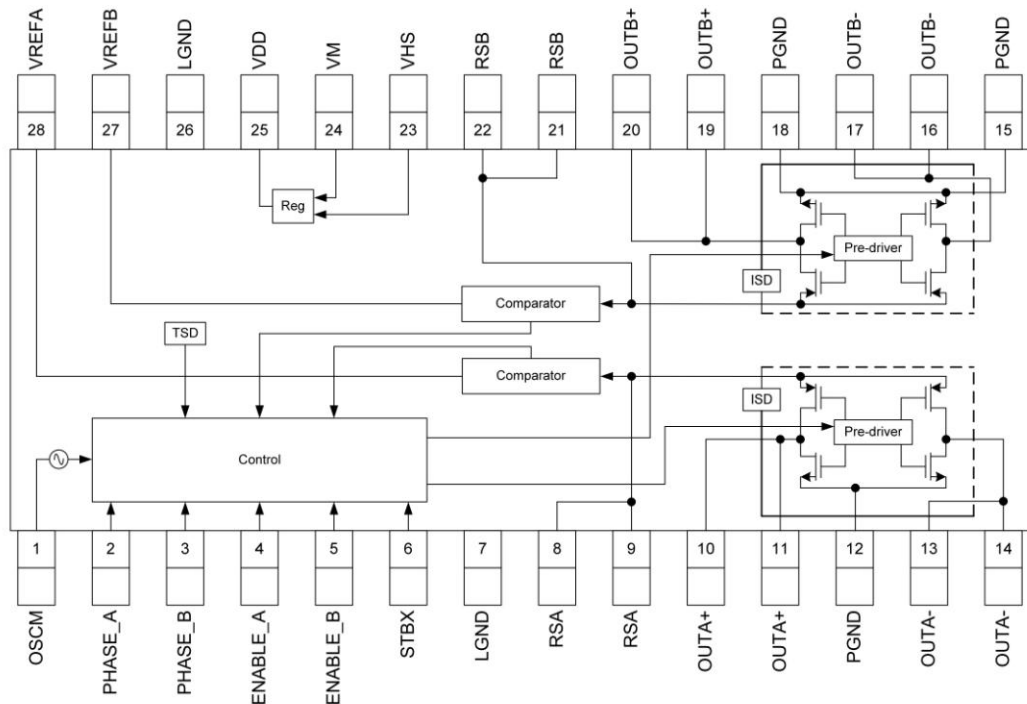 VREFA
VREFB
LGND
VDD
VM
VHS
RSB
RSB
OUTB+
OUTB+
PGND
OUTB-
OUTB-
PGND
28
27
26
25
24
23
22
21
20
19
18
17
16
15
Reg
Pre-driver
ISD
Comparator
TSD
Comparator
ISD
Pre-driver
Control
1
2
3
4
5
6
7
8
9
10
11
12
13
14
OSCM
PHASE_A
PHASE_B
ENABLE_A
ENABLE_B
STBX
LGND
RSA
RSA
OUTA+
OUTA+
PGND
OUTA-
OUTA-